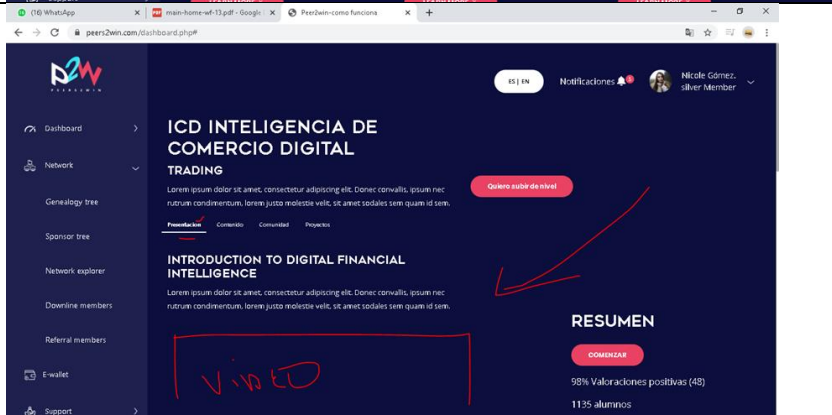 (16) WhatsApp
main-home-wf-13.pdf - Google
Peer2win-como funciona
peers2win.com/dashboard.php#
P2W
PEERS2WIN
ES | EN
Notificaciones
Nicole Gómez.
silver Member
Dashboard
Network
Genealogy tree
Sponsor tree
Network explorer
Downline members
Referral members
E-wallet
Support
ICD INTELIGENCIA DE
COMERCIO DIGITAL
TRADING
Lorem ipsum dolor sit amet, consectetur adipiscing elit. Donec convallis, ipsum nec
rutrum condimentum, lorem justo molestie velit, sit amet sodales sem quam id sem.
Quiero subir de nivel
Presentacion Contenido Comunidad Proyectos
INTRODUCTION TO DIGITAL FINANCIAL
INTELLIGENCE
Lorem ipsum dolor sit amet, consectetur adipiscing elit. Donec convallis, ipsum nec
rutrum condimentum, lorem justo molestie velit, sit amet sodales sem quam id sem.
VIDEO
RESUMEN
COMENZAR
98% Valoraciones positivas (48)
1135 alumnos